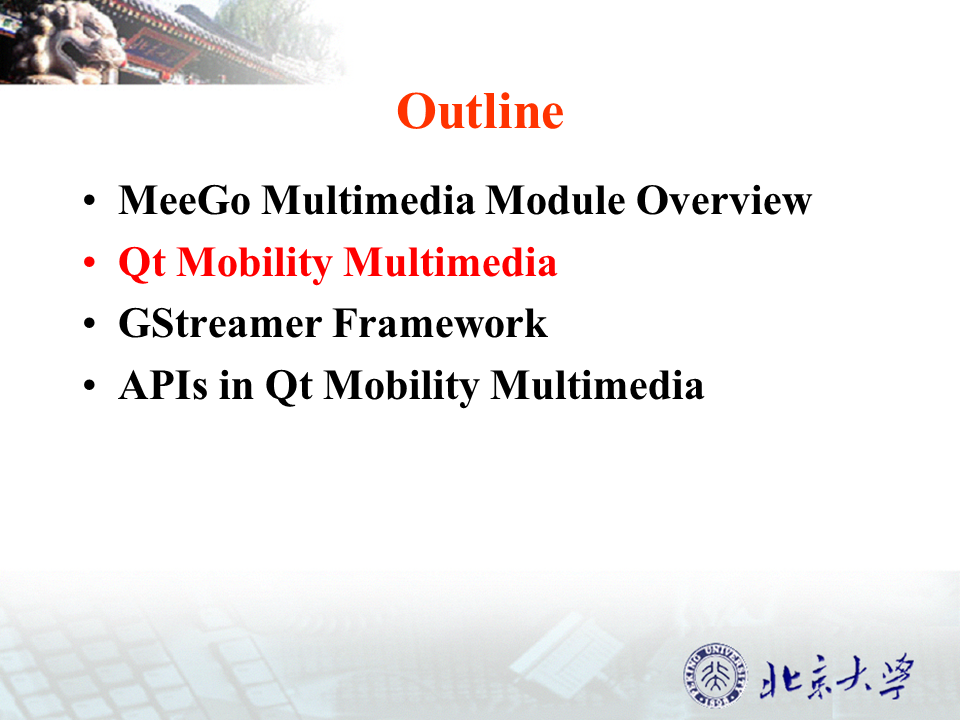 Outline
• MeeGo Multimedia Module Overview
• Qt Mobility Multimedia
• GStreamer Framework
• APIs in Qt Mobility Multimedia
PEKING UNIVERSITY
1898
北京大学